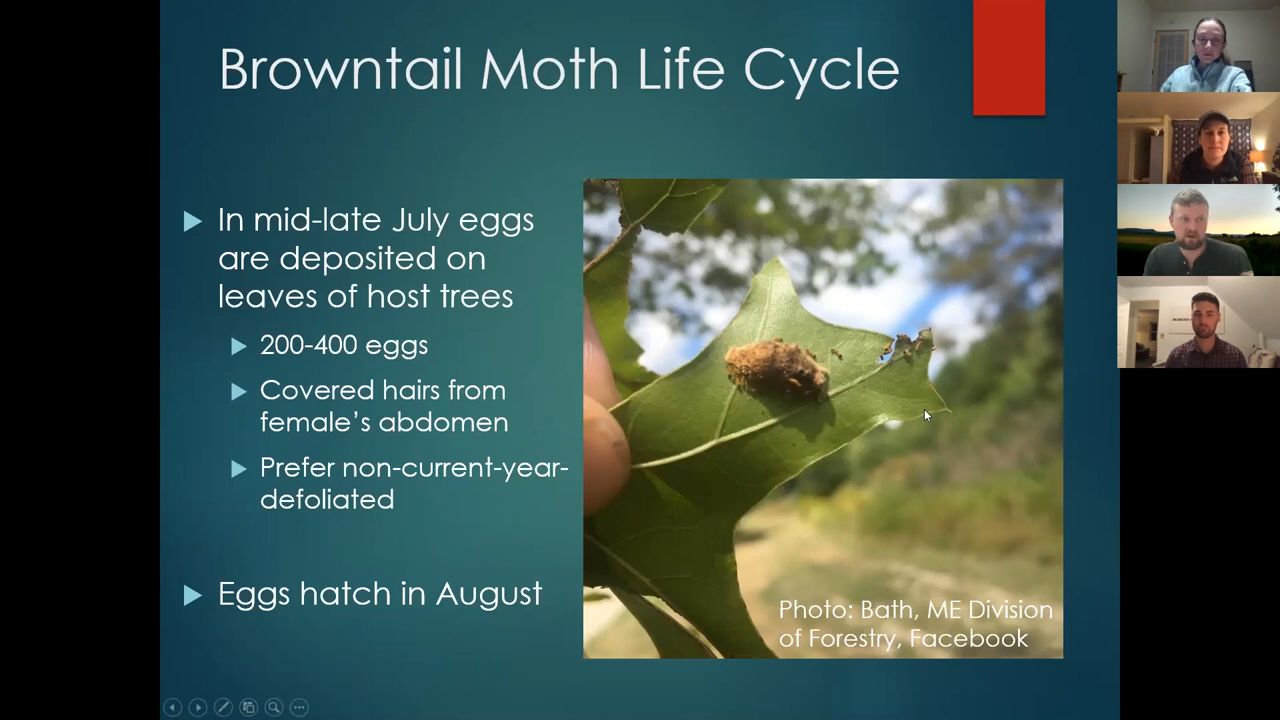 Browntail Moth Life Cycle
In mid-late July eggs
are deposited on
leaves of host trees
200-400 eggs
Covered hairs from
female's abdomen
Prefer non-current-year-
defoliated
Eggs hatch in August
Photo: Bath, ME Division
of Forestry, Facebook